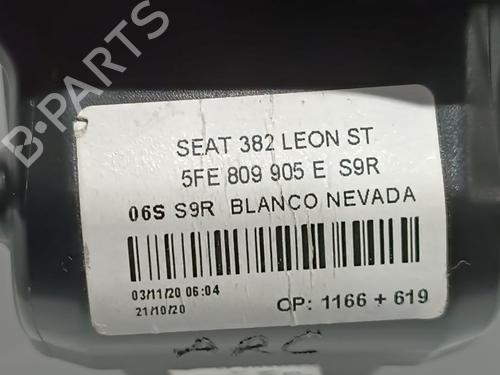 B-PARTS
SEAT 382 LEON ST
5FE 809 905 E S9R
06S S9R BLANCO NEVADA
03/11/20 06:04
21/10/20
OP: 1166 + 619
ARC